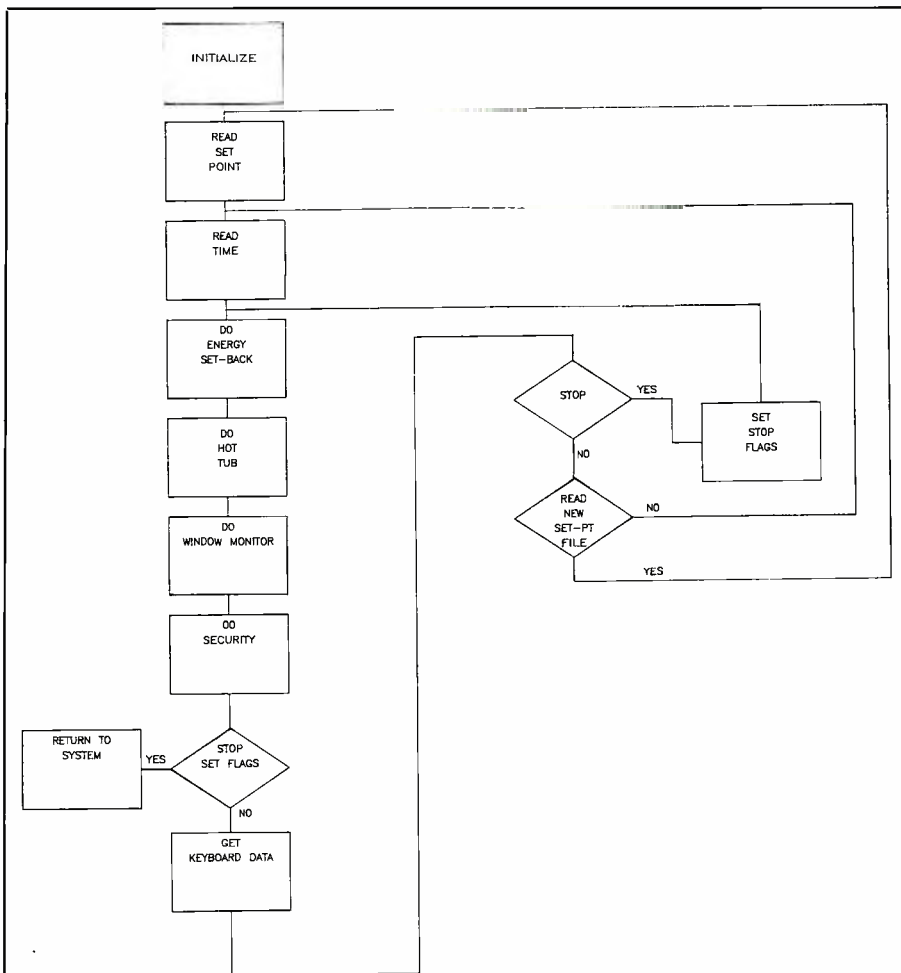 INITIALIZE
READ
SET
POINT
READ
TIME
DO
ENERGY
SET-BACK
DO
HOT
TUB
DO
WINDOW MONITOR
DO
SECURITY
STOP
SET FLAGS
YES
RETURN TO
SYSTEM
NO
GET
KEYBOARD DATA
STOP
YES
SET
STOP
FLAGS
NO
READ
NEW
SET-PT
FILE
NO
YES